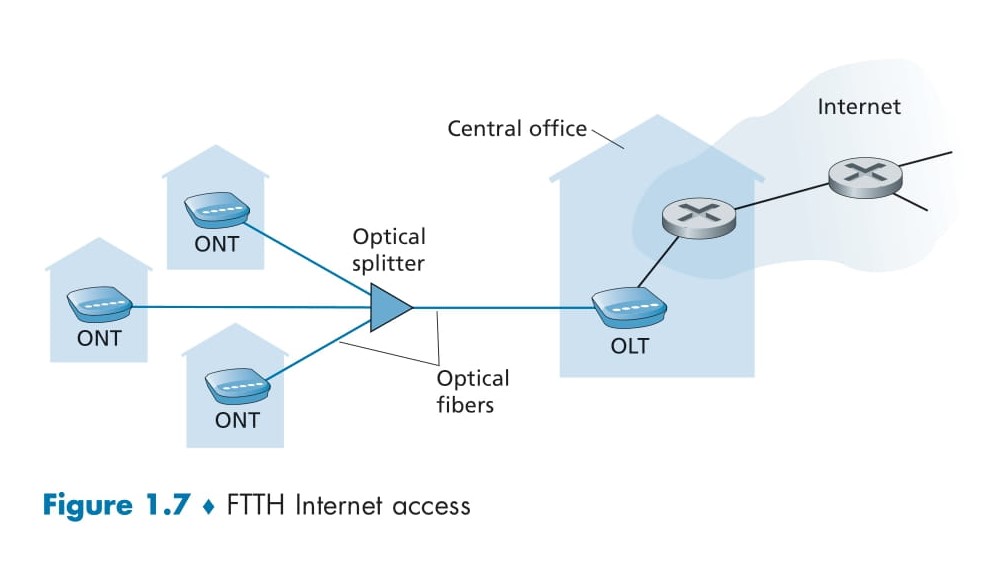 Internet
Central office
ONT
Optical
splitter
ONT
OLT
Optical
fibers
ONT
Figure 1.7 ♦ FTTH Internet access